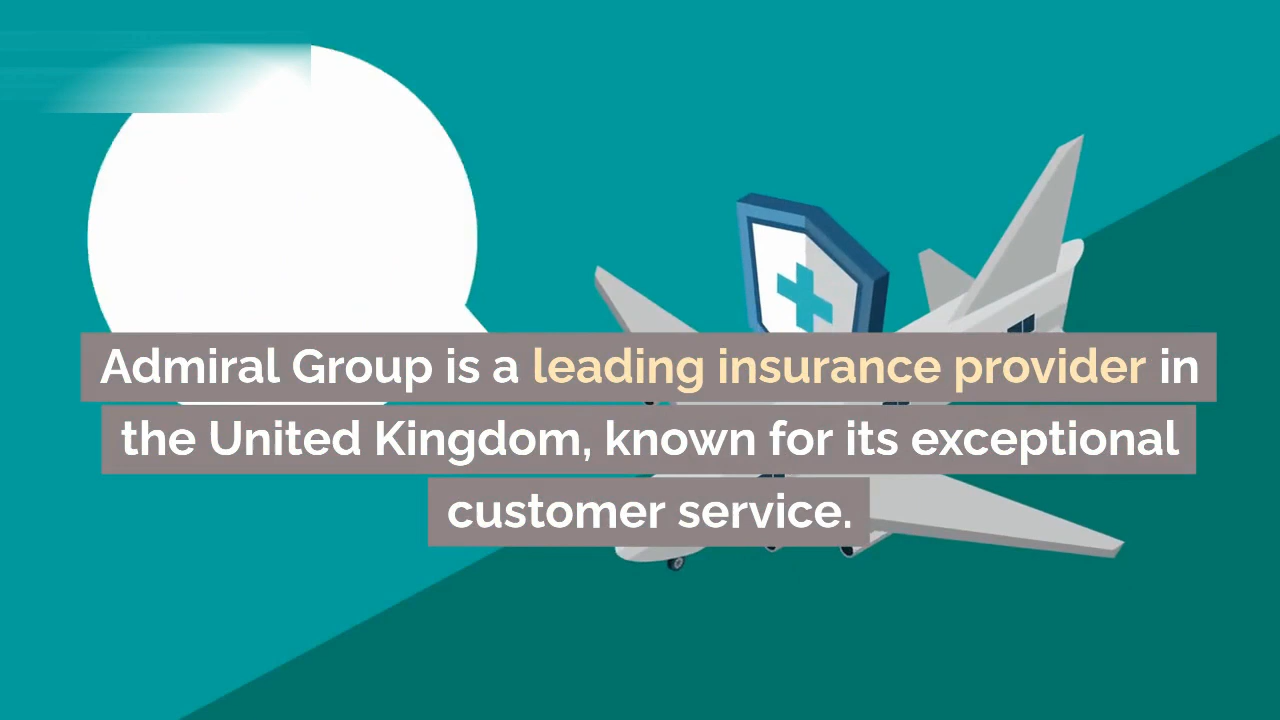 Admiral Group is a leading insurance provider in
the United Kingdom, known for its exceptional
customer service.